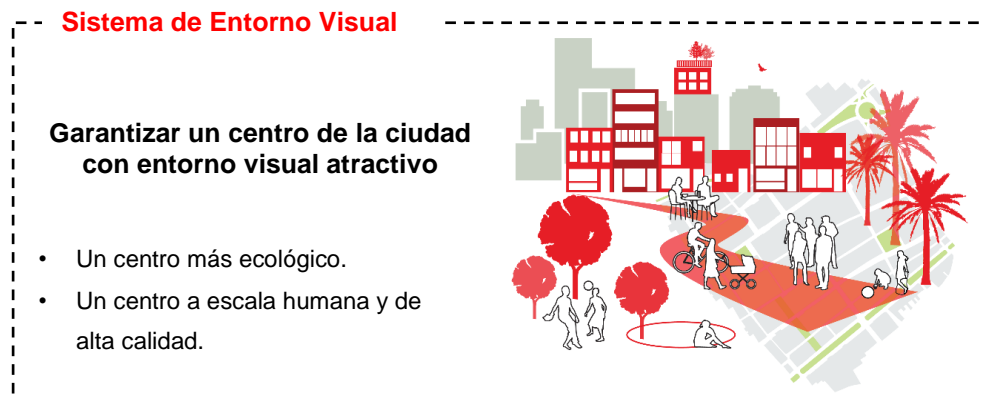 Sistema de Entorno Visual
Garantizar un centro de la ciudad
con entorno visual atractivo
• Un centro más ecológico.
• Un centro a escala humana y de
alta calidad.